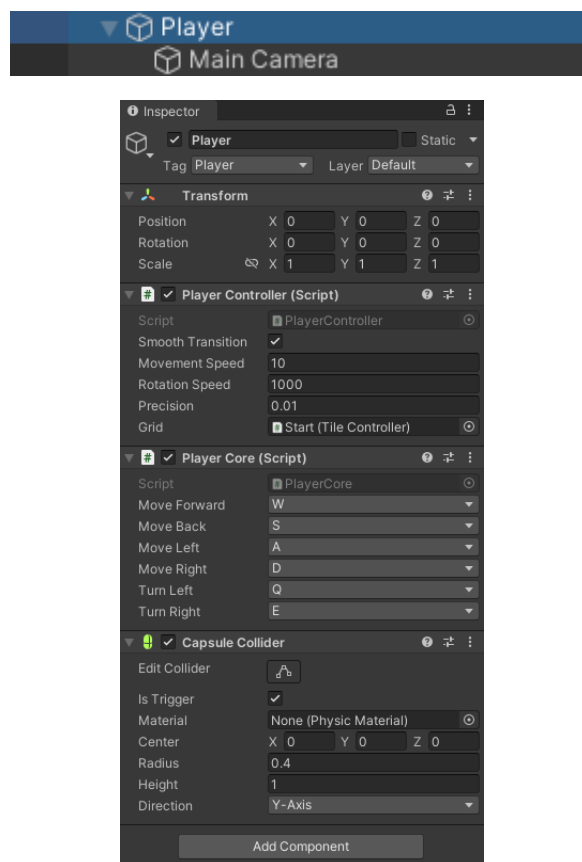 Player
Main Camera
Inspector
Player Static
Tag Player Layer Default
Transform
Position X 0 Y 0 Z 0
Rotation X 0 Y 0 Z 0
Scale X 1 Y 1 Z 1
# Player Controller (Script)
Script # PlayerController
Smooth Transition
Movement Speed 10
Rotation Speed 1000
Precision 0.01
Grid # Start (Tile Controller)
# Player Core (Script)
Script # PlayerCore
Move Forward W
Move Back S
Move Left A
Move Right D
Turn Left Q
Turn Right E
Capsule Collider
Edit Collider
Is Trigger
Material None (Physic Material)
Center X 0 Y 0 Z 0
Radius 0.4
Height 1
Direction Y-Axis
Add Component